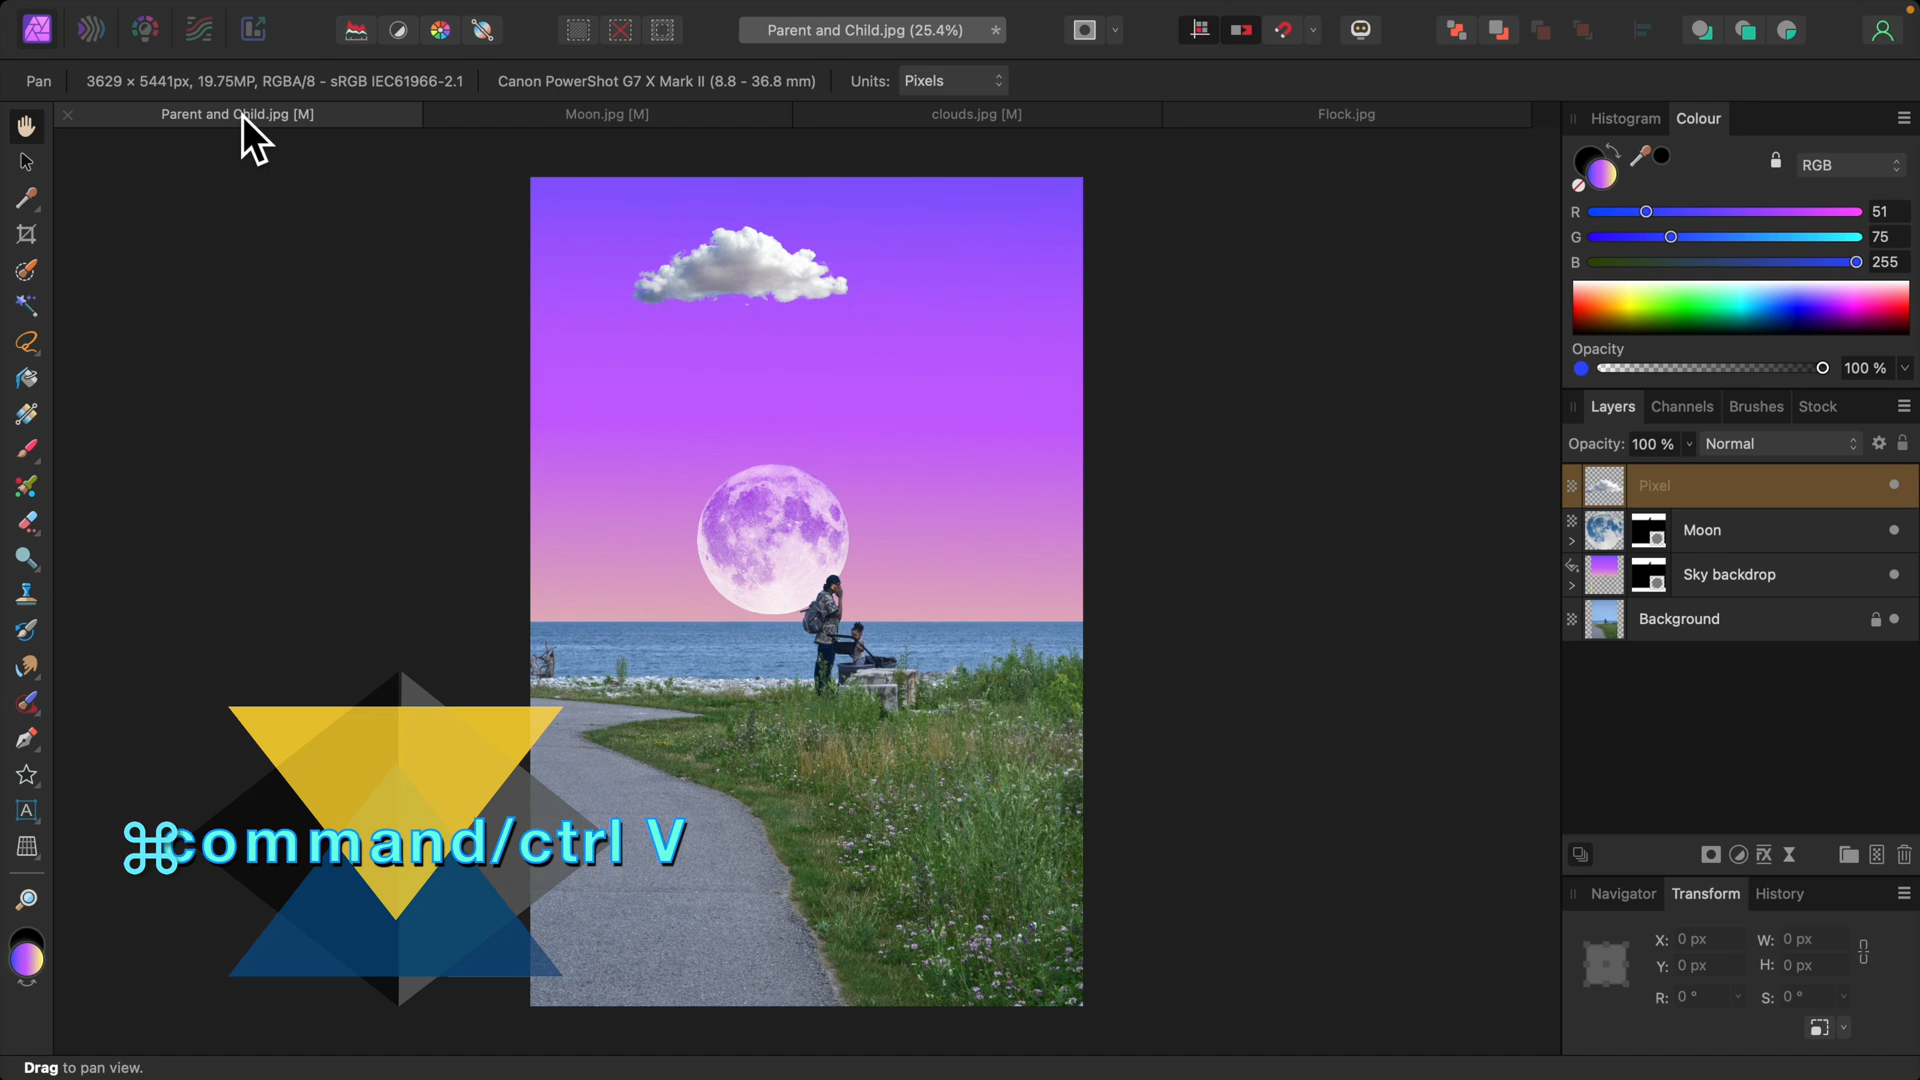 Parent and Child.jpg (25.4%) *
Pan
3629 × 5441px, 19.75MP, RGBA/8 - sRGB IEC61966-2.1
Canon PowerShot G7 X Mark II (8.8 - 36.8 mm)
Units: Pixels
Parent and Child.jpg [M]
Moon.jpg [M]
clouds.jpg [M]
Flock.jpg
Histogram
Colour
RGB
R 51
G 75
B 255
Opacity
100 %
Layers
Channels
Brushes
Stock
Opacity: 100 %
Normal
Pixel
Moon
Sky backdrop
Background
FX
A
⌘command/ctrl V
Navigator
Transform
History
X: 0 px
W: 0 px
Y: 0 px
H: 0 px
R: 0 °
S: 0 °
Drag to pan view.